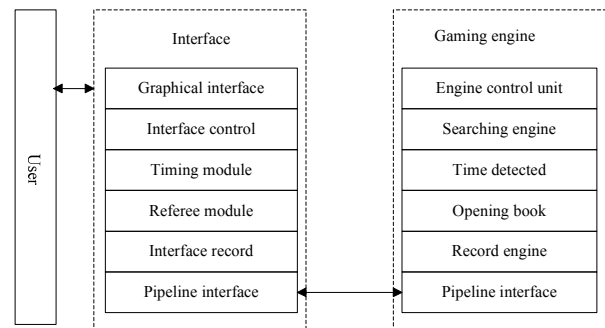 User
Interface
Graphical interface
Interface control
Timing module
Referee module
Interface record
Pipeline interface
Gaming engine
Engine control unit
Searching engine
Time detected
Opening book
Record engine
Pipeline interface